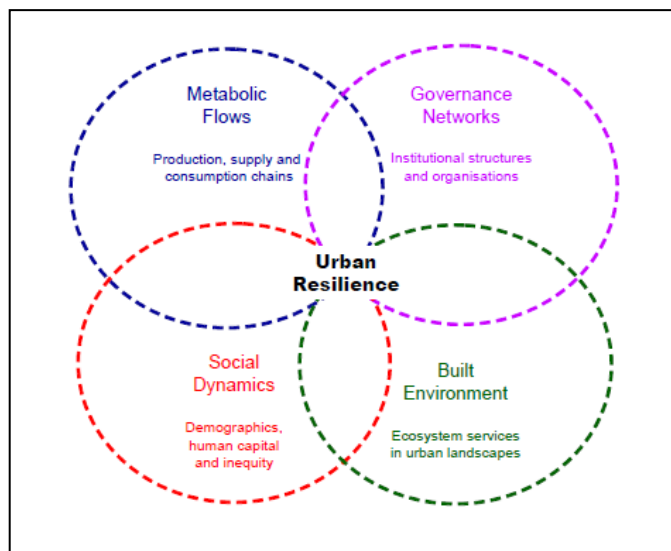 Metabolic
Flows
Production, supply and
consumption chains
Governance
Networks
Institutional structures
and organisations
Urban
Resilience
Social
Dynamics
Demographics,
human capital
and inequity
Built
Environment
Ecosystem services
in urban landscapes